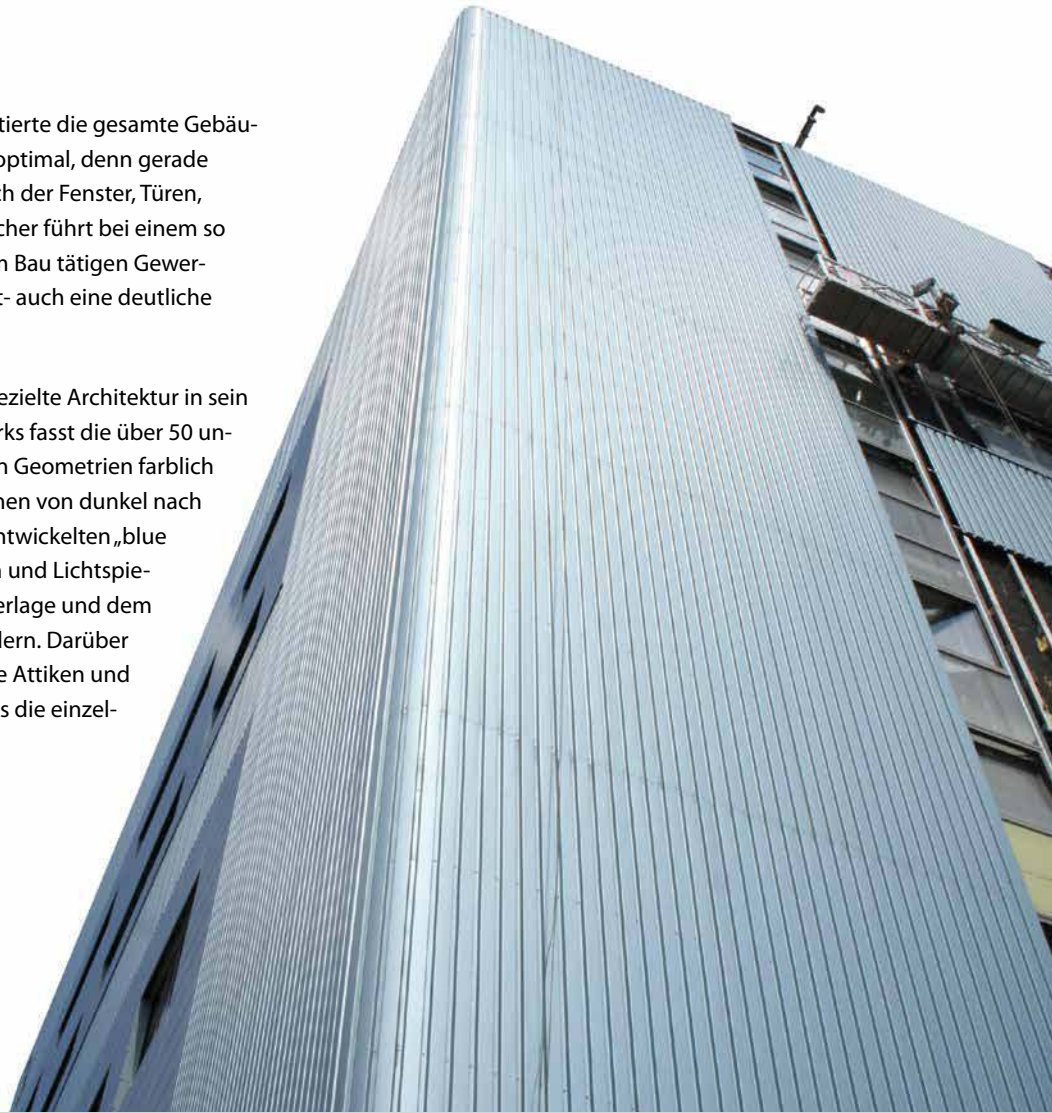 tierte die gesamte Gebäu-
optimal, denn gerade
ch der Fenster, Türen,
cher führt bei einem so
n Bau tätigen Gewer-
t- auch eine deutliche
ezielte Architektur in sein
rks fasst die über 50 un-
n Geometrien farblich
nen von dunkel nach
ntwickelten „blue
n und Lichtspie-
erlage und dem
dern. Darüber
e Attiken und
s die einzel-